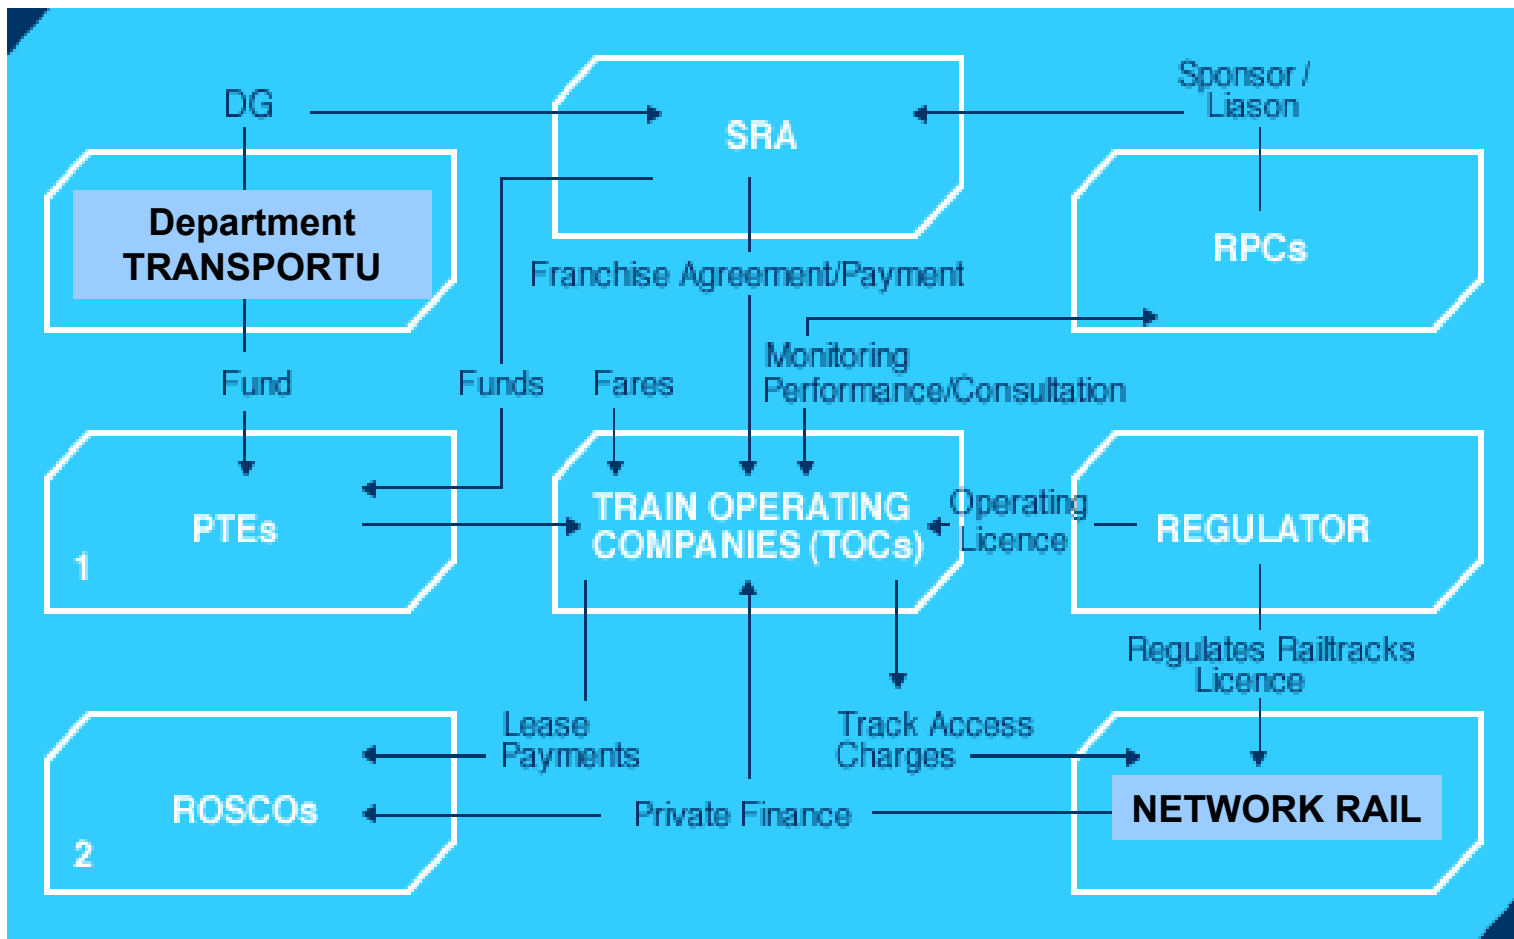 DG
SRA
Sponsor /
Liason
Department
TRANSPORTU
RPCs
Franchise Agreement/Payment
Fund
Funds
Fares
Monitoring
Performance/Consultation
PTEs
1
TRAIN OPERATING
COMPANIES (TOCs)
Operating
Licence
REGULATOR
Regulates Railtracks
Licence
Lease
Payments
Track Access
Charges
ROSCOs
2
Private Finance
NETWORK RAIL